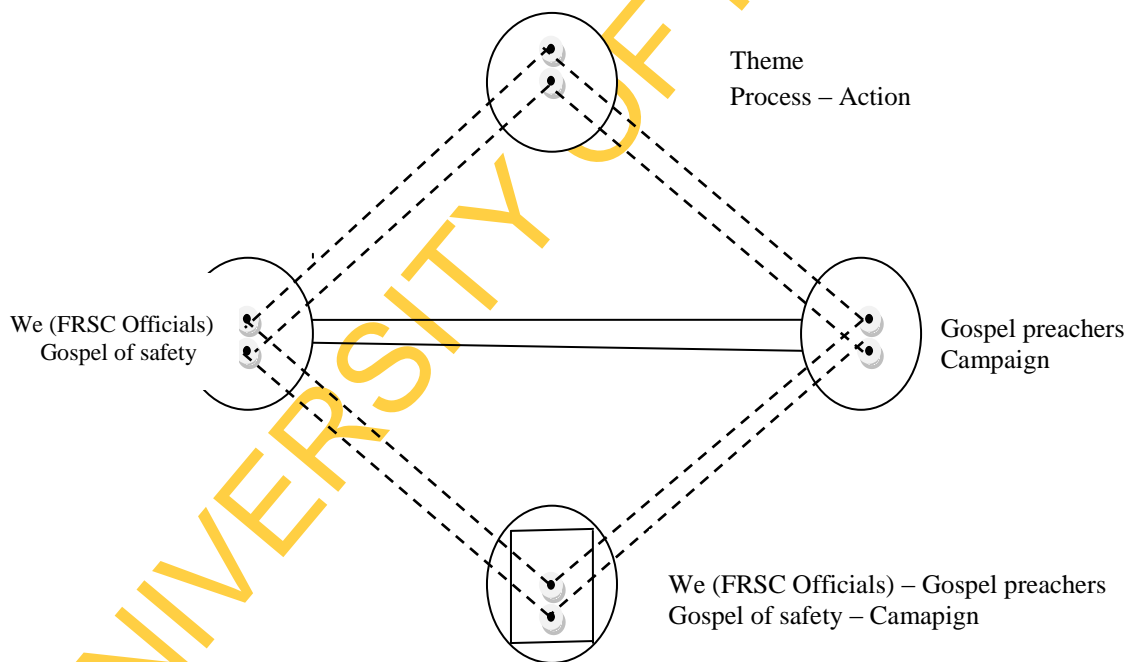 Theme
Process – Action
We (FRSC Officials)
Gospel of safety
Gospel preachers
Campaign
We (FRSC Officials) – Gospel preachers
Gospel of safety – Camapign
UNIVERSITY OF